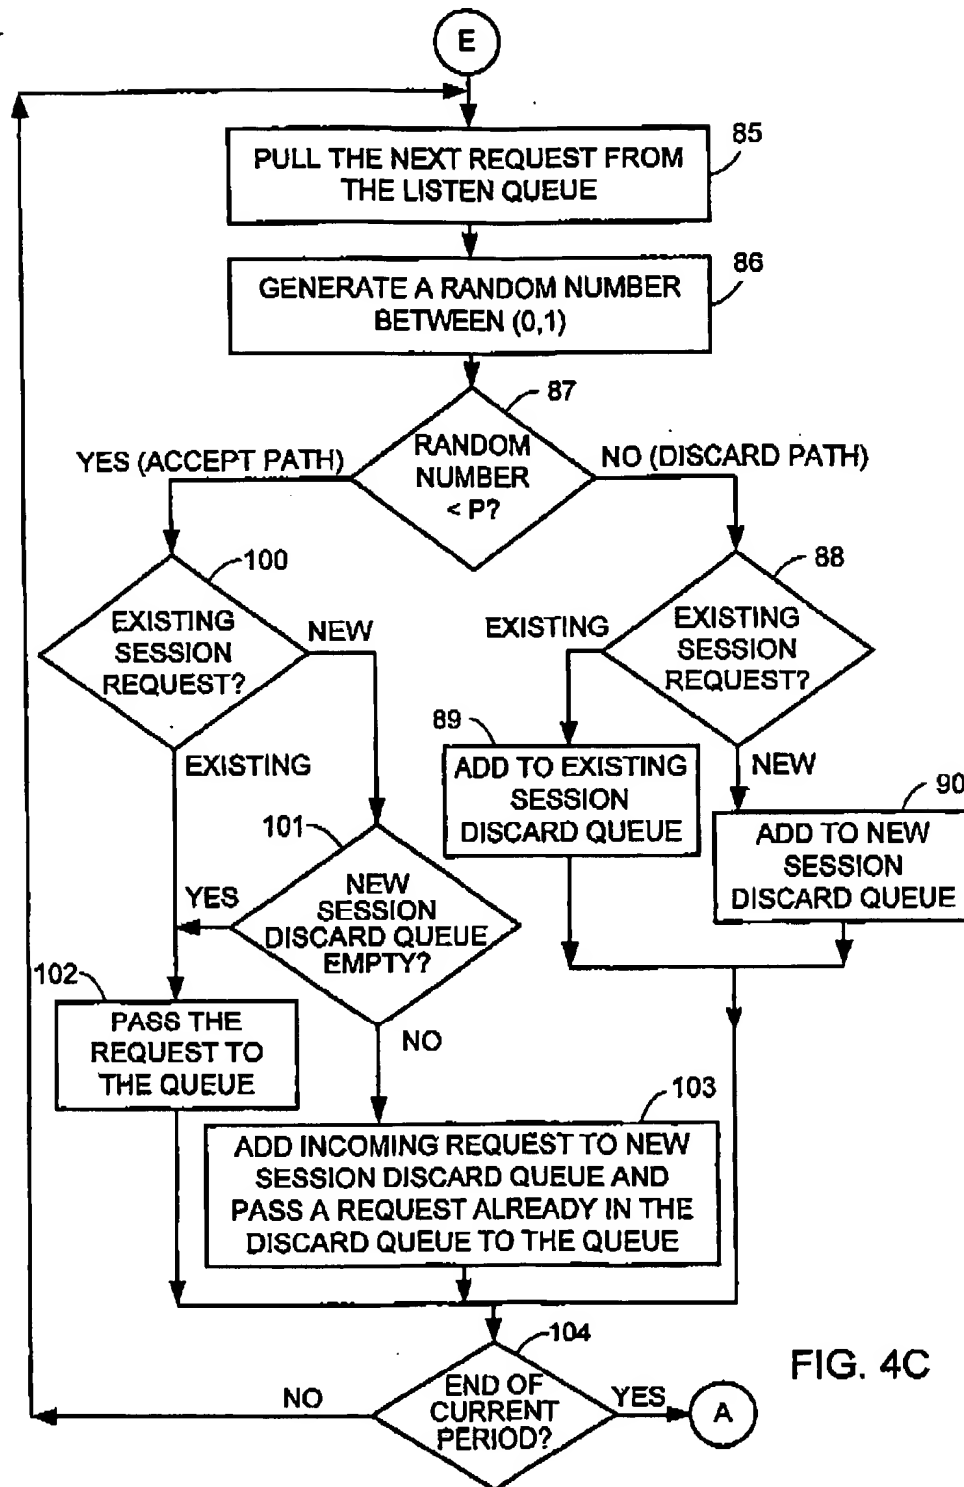 E
85
PULL THE NEXT REQUEST FROM
THE LISTEN QUEUE
86
GENERATE A RANDOM NUMBER
BETWEEN (0,1)
87
RANDOM
NUMBER
< P?
YES (ACCEPT PATH)
NO (DISCARD PATH)
100
EXISTING
SESSION
REQUEST?
NEW
EXISTING
88
EXISTING
SESSION
REQUEST?
EXISTING
NEW
89
ADD TO EXISTING
SESSION
DISCARD QUEUE
90
ADD TO NEW
SESSION
DISCARD QUEUE
101
NEW
SESSION
DISCARD QUEUE
EMPTY?
YES
NO
102
PASS THE
REQUEST TO
THE QUEUE
103
ADD INCOMING REQUEST TO NEW
SESSION DISCARD QUEUE AND
PASS A REQUEST ALREADY IN THE
DISCARD QUEUE TO THE QUEUE
104
END OF
CURRENT
PERIOD?
NO
YES
A
FIG. 4C